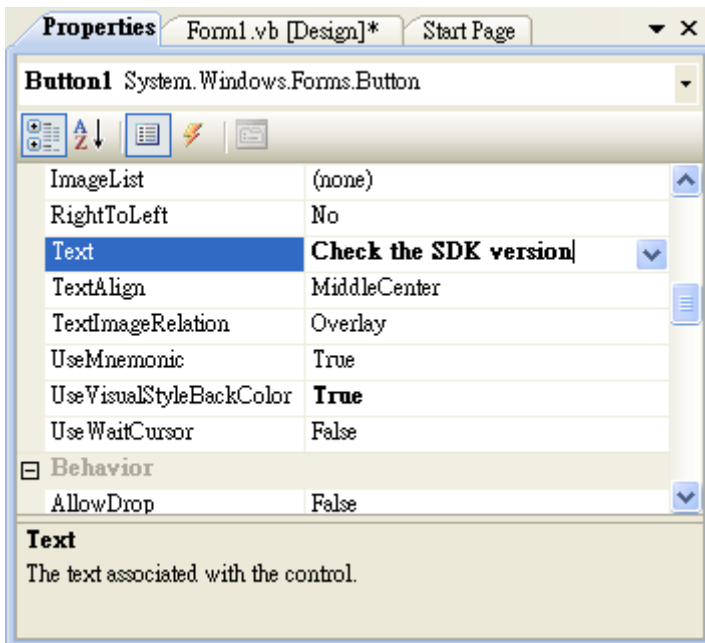 Properties Form1.vb [Design]* Start Page
Button1 System.Windows.Forms.Button
A Z
ImageList (none)
RightToLeft No
Text Check the SDK version
TextAlign MiddleCenter
TextImageRelation Overlay
UseMnemonic True
UseVisualStyleBackColor True
UseWaitCursor False
Behavior
AllowDrop False
Text
The text associated with the control.